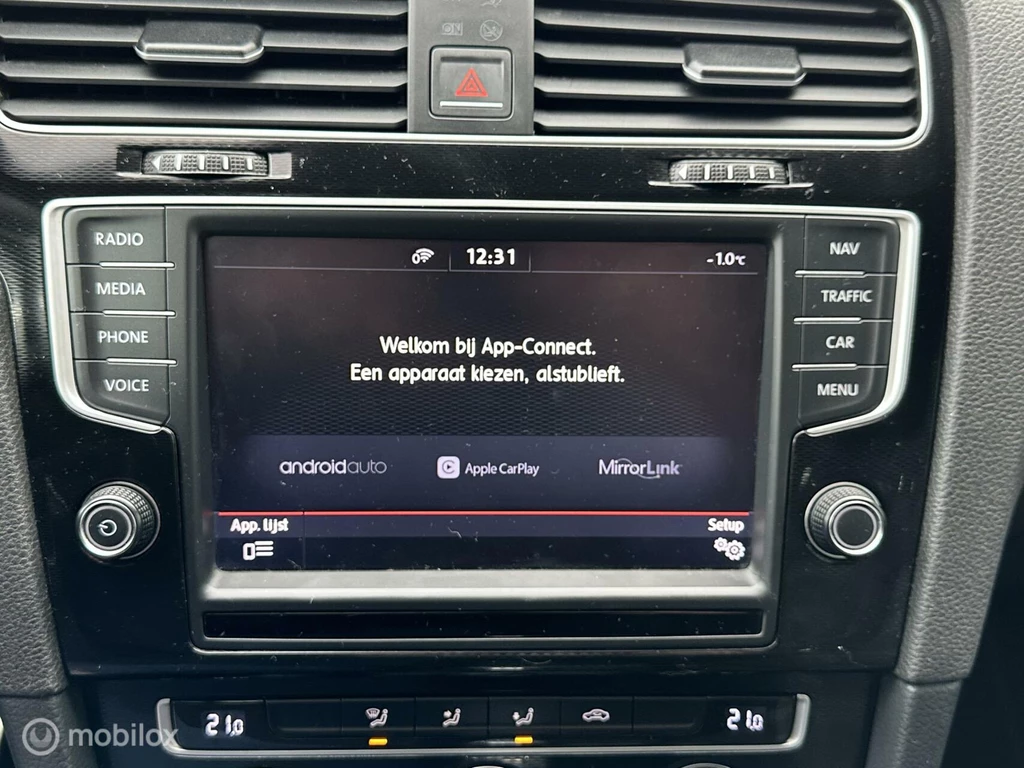 RADIO
MEDIA
PHONE
VOICE
12:31
-1.0°C
Welkom bij App-Connect.
Een apparaat kiezen, alstublieft.
androidauto
Apple CarPlay
MirrorLink
App. lijst
Setup
NAV
TRAFFIC
CAR
MENU
21.0
21.0
mobilox